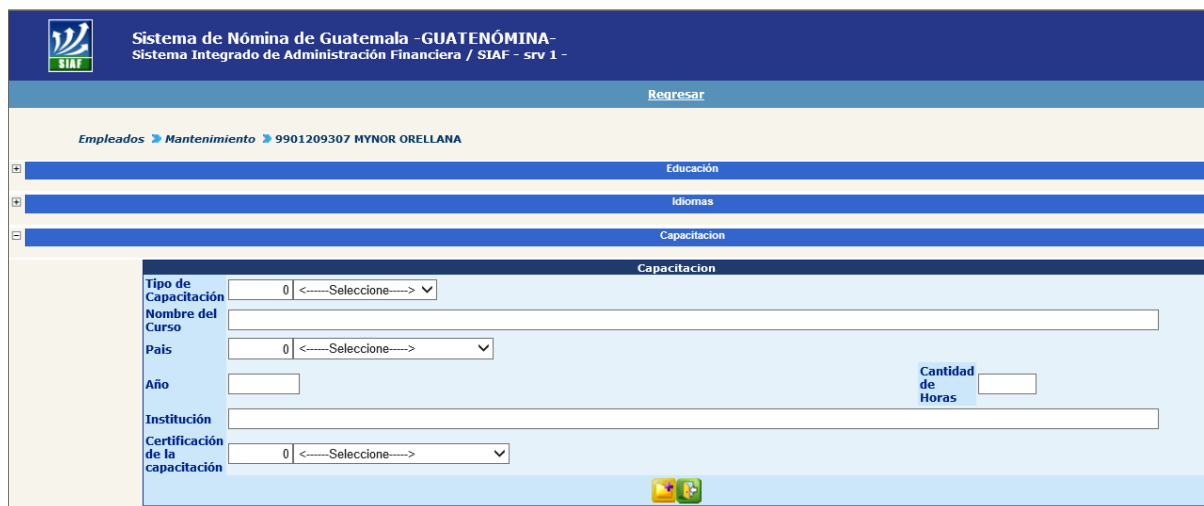 SIAF
Sistema de Nómina de Guatemala -GUATENÓMINA-
Sistema Integrado de Administración Financiera / SIAF - srv 1 -
Regresar
Empleados Mantenimiento 9901209307 MYNOR ORELLANA
Educación
Idiomas
Capacitacion
Capacitacion
Tipo de
Capacitación 0 <------Seleccione----->
Nombre del
Curso
Pais 0 <------Seleccione----->
Año
Cantidad
de
Horas
Institución
Certificación
de la
capacitación 0 <------Seleccione----->